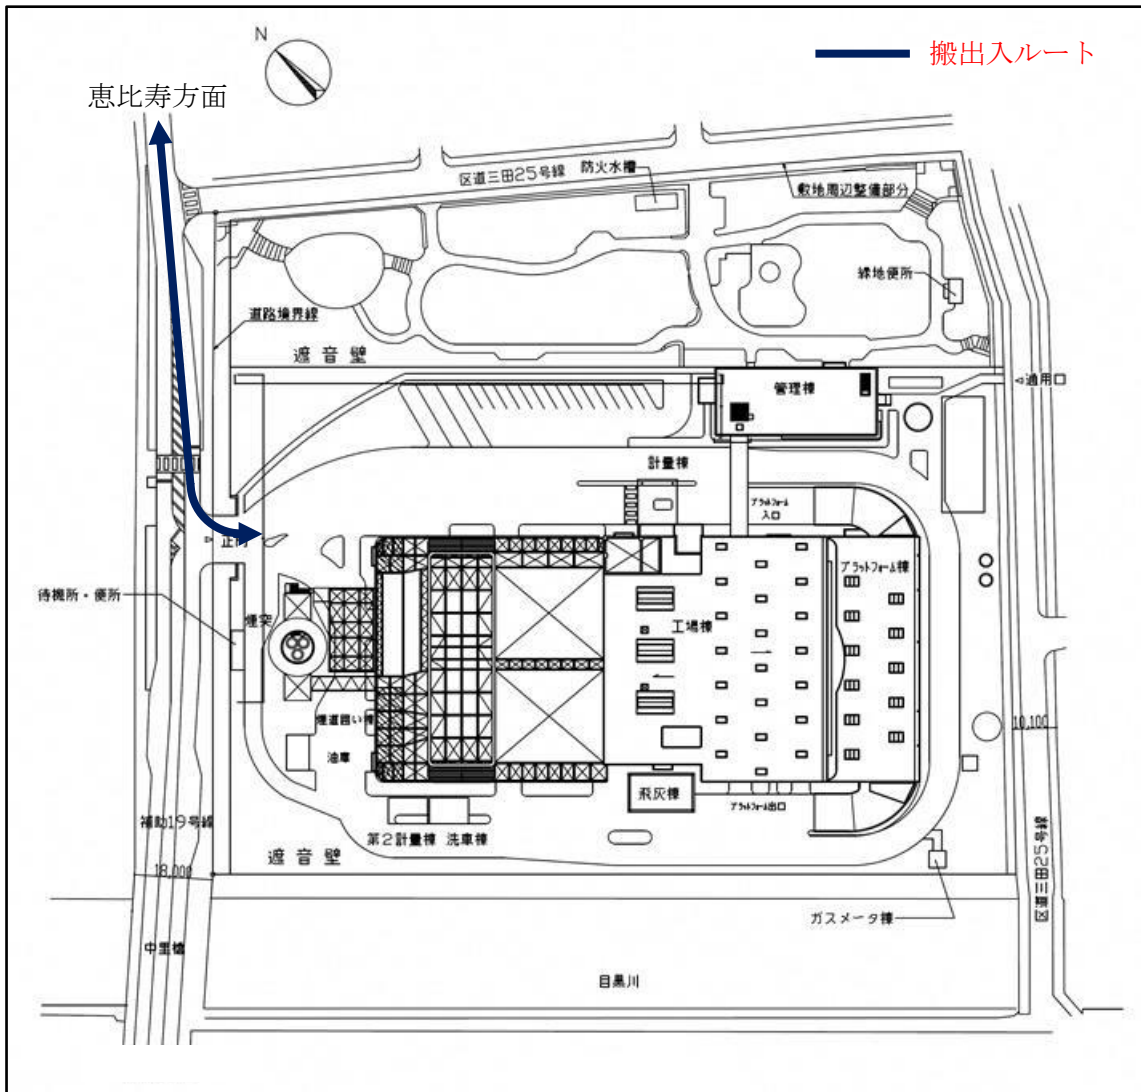 N
搬出入ルート
恵比寿方面
区道三田25号線
防火水槽
敷地周辺整備部分
緑地便所
道路境界線
遮音壁
管理棟
◁通用口
計量棟
プラットフォーム
入口
▷正門
プラットフォーム棟
待機所・便所
煙突
工場棟
煙道囲い棟
油庫
10,100
飛灰棟
プラットフォーム出口
補助19号線
第2計量棟
洗車棟
遮音壁
18,000
区道三田25号線
ガスメータ棟
中里橋
目黒川